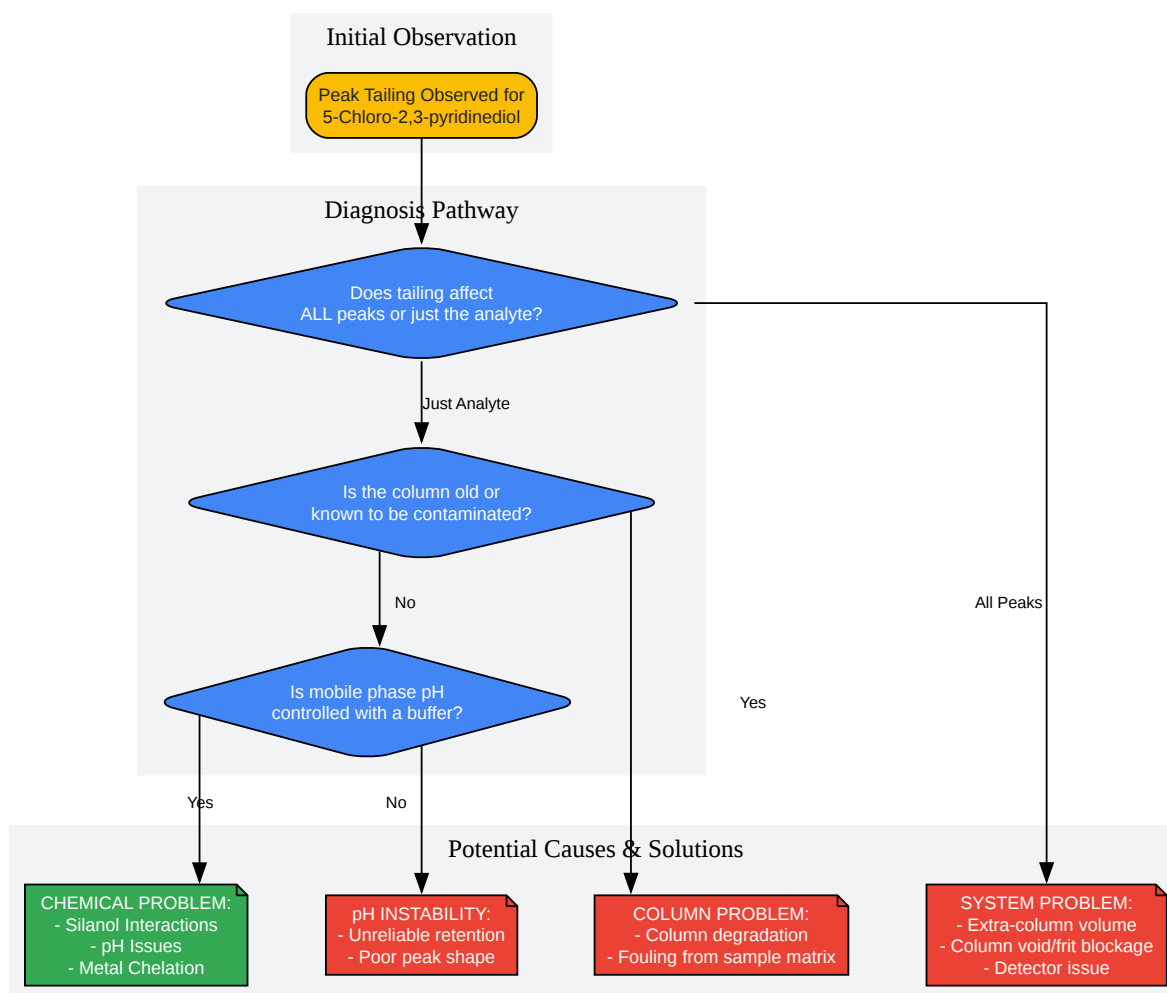 Initial Observation
Peak Tailing Observed for
5-Chloro-2,3-pyridinediol
Diagnosis Pathway
Does tailing affect
ALL peaks or just the analyte?
Just Analyte
Is the column old or
known to be contaminated?
No
All Peaks
Is mobile phase pH
controlled with a buffer?
Yes
Yes
No
Potential Causes & Solutions
CHEMICAL PROBLEM:
- Silanol Interactions
- pH Issues
- Metal Chelation
pH INSTABILITY:
- Unreliable retention
- Poor peak shape
COLUMN PROBLEM:
- Column degradation
- Fouling from sample matrix
SYSTEM PROBLEM:
- Extra-column volume
- Column void/frit blockage
- Detector issue